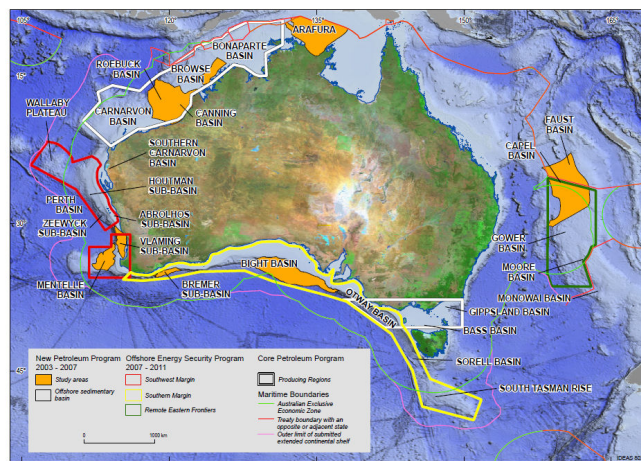 105°
120°
135°
150°
165°
ARAFURA
BONAPARTE
BASIN
ROEBUCK
BASIN
BROWSE
BASIN
15°
15°
WALLABY
PLATEAU
CARNARVON
BASIN
CANNING
BASIN
FAUST
BASIN
CAPEL
BASIN
SOUTHERN
CARNARVON
BASIN
HOUTMAN
SUB-BASIN
PERTH
BASIN
ABROLHOS
SUB-BASIN
ZEEWYCK
SUB-BASIN
30°
30°
VLAMING
SUB-BASIN
GOWER
BASIN
BIGHT BASIN
MOORE
BASIN
MENTELLE
BASIN
BREMER
SUB-BASIN
OTWAY BASIN
MONOWAI BASIN
GIPPSLAND BASIN
BASS BASIN
SORELL BASIN
SOUTH TASMAN RISE
45°
45°
New Petroleum Program
2003 - 2007
Study areas
Offshore sedimentary
basin
Offshore Energy Security Program
2007 - 2011
Southwest Margin
Southern Margin
Remote Eastern Frontiers
Core Petroleum Porgram
Producing Regions
Maritime Boundaries
Australian Exclusive
Economic Zone
Treaty boundary with an
opposite or adjacent state
Outer limit of submitted
extended continental shelf
0
1000 km